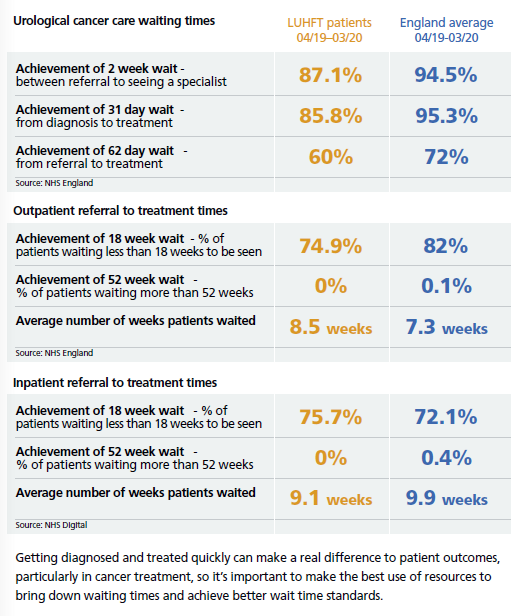 Urological cancer care waiting times
LUHFT patients
04/19–03/20
England average
04/19-03/20
Achievement of 2 week wait -
between referral to seeing a specialist
87.1%
94.5%
Achievement of 31 day wait -
from diagnosis to treatment
85.8%
95.3%
Achievement of 62 day wait -
from referral to treatment
60%
72%
Source: NHS England
Outpatient referral to treatment times
Achievement of 18 week wait - % of
patients waiting less than 18 weeks to be seen
74.9%
82%
Achievement of 52 week wait -
% of patients waiting more than 52 weeks
0%
0.1%
Average number of weeks patients waited
8.5 weeks
7.3 weeks
Source: NHS England
Inpatient referral to treatment times
Achievement of 18 week wait - % of
patients waiting less than 18 weeks to be seen
75.7%
72.1%
Achievement of 52 week wait -
% of patients waiting more than 52 weeks
0%
0.4%
Average number of weeks patients waited
9.1 weeks
9.9 weeks
Source: NHS Digital
Getting diagnosed and treated quickly can make a real difference to patient outcomes,
particularly in cancer treatment, so it's important to make the best use of resources to
bring down waiting times and achieve better wait time standards.